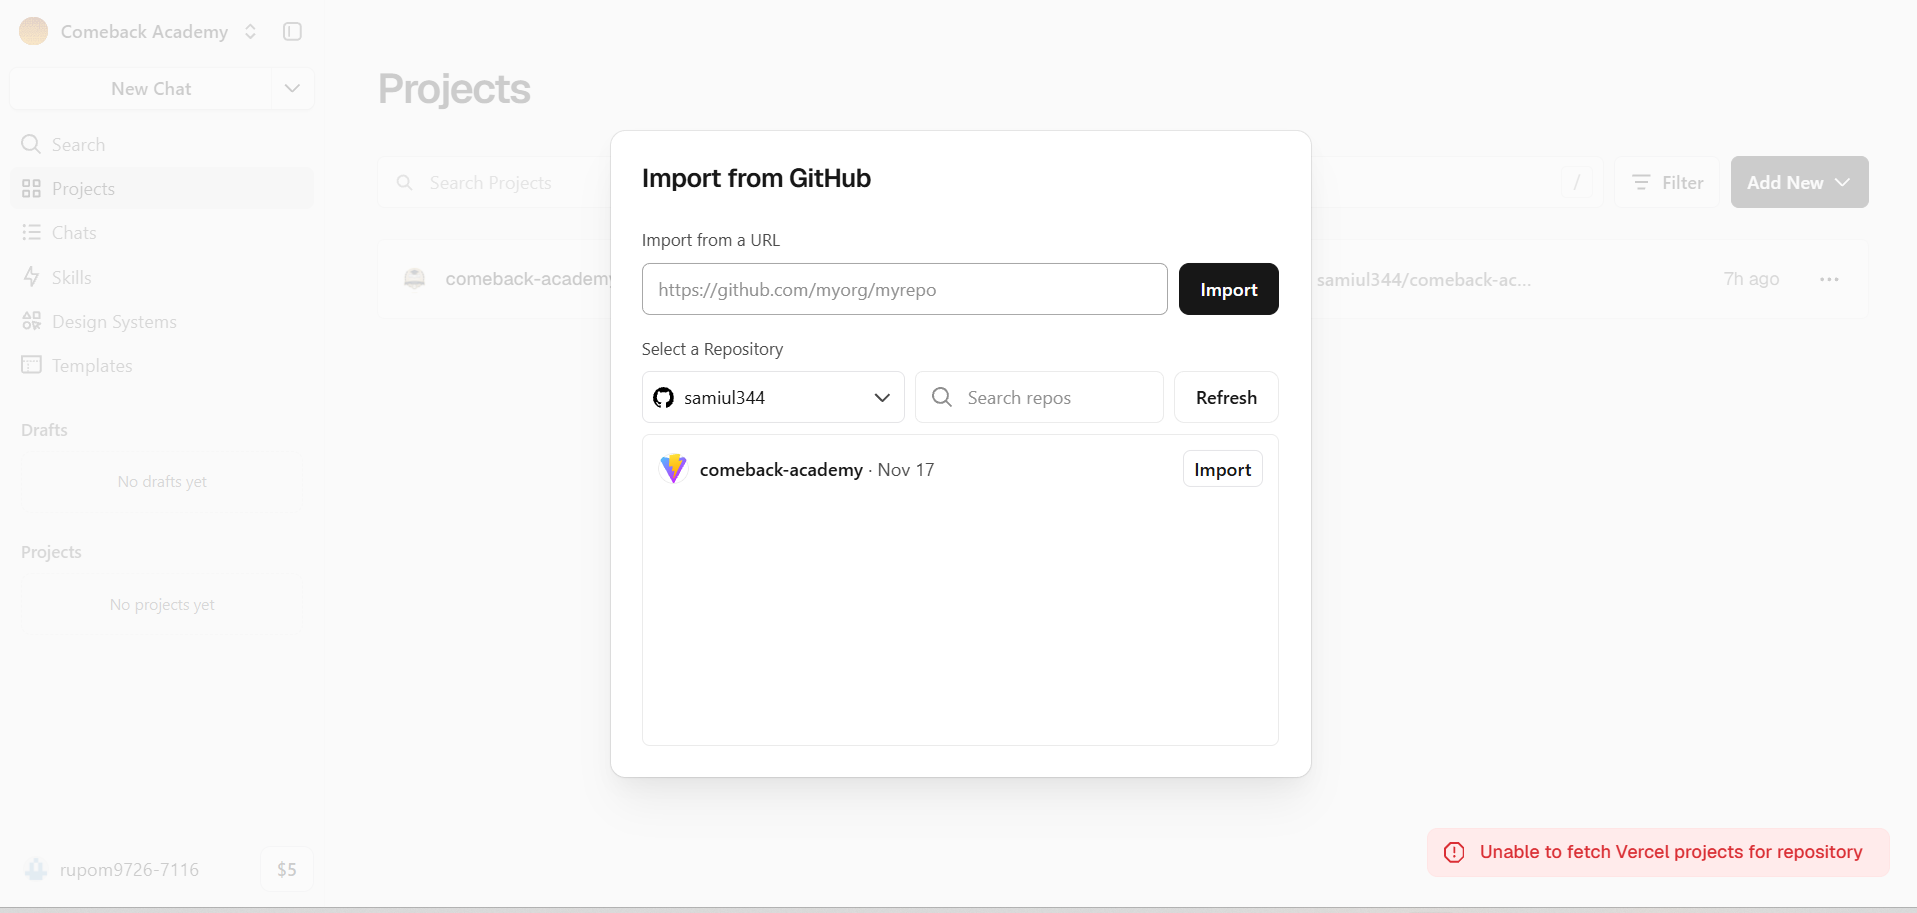 Comeback Academy
New Chat
Search
Projects
Chats
Skills
Design Systems
Templates
Drafts
No drafts yet
Projects
No projects yet
rupom9726-7116
$5
Projects
Search Projects
/
Filter
Add New
comeback-academy
samiul344/comeback-ac...
7h ago
Import from GitHub
Import from a URL
https://github.com/myorg/myrepo
Import
Select a Repository
samiul344
Search repos
Refresh
comeback-academy · Nov 17
Import
Unable to fetch Vercel projects for repository